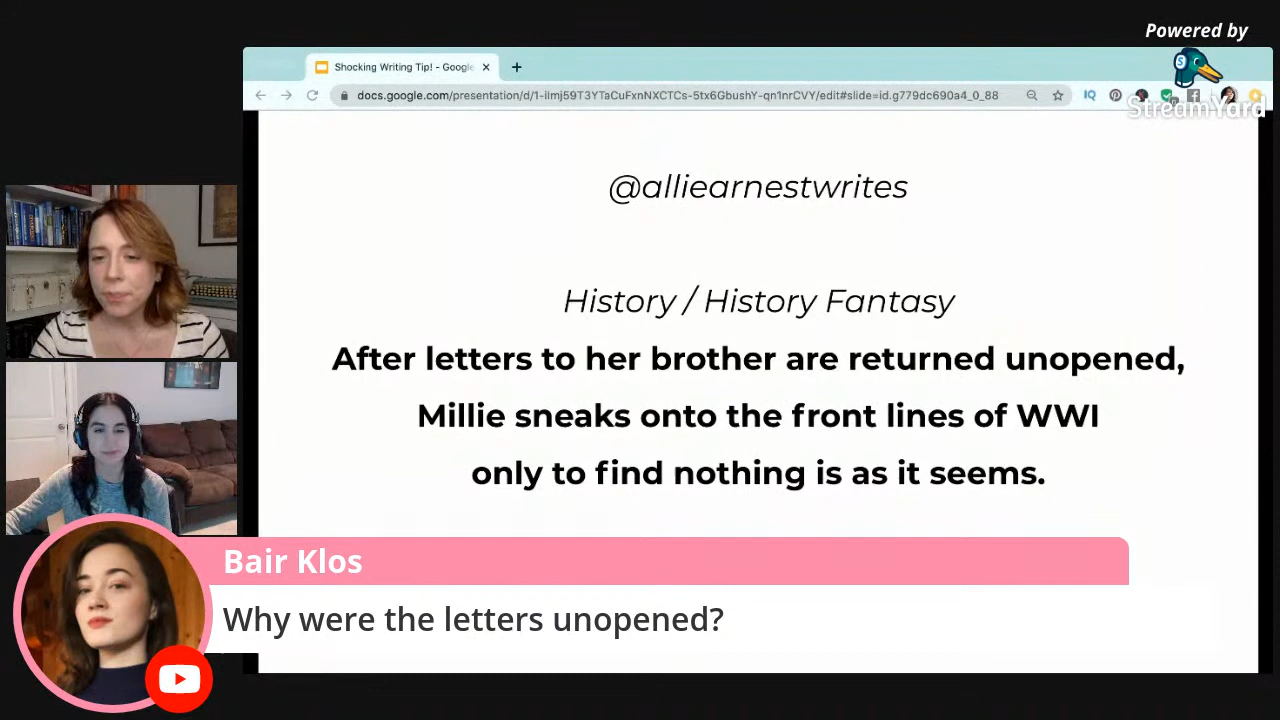 Powered by
StreamYard
S
Shocking Writing Tip! - Google
docs.google.com/presentation/d/1-iImj59T3YTaCuFxnNXCTCs-5tx6GbushY-qn1nrCVY/edit#slide=id.g779dc690a4_0_88
IQ
@alliearnestwrites
History / History Fantasy
After letters to her brother are returned unopened,
Millie sneaks onto the front lines of WWI
only to find nothing is as it seems.
Bair Klos
Why were the letters unopened?